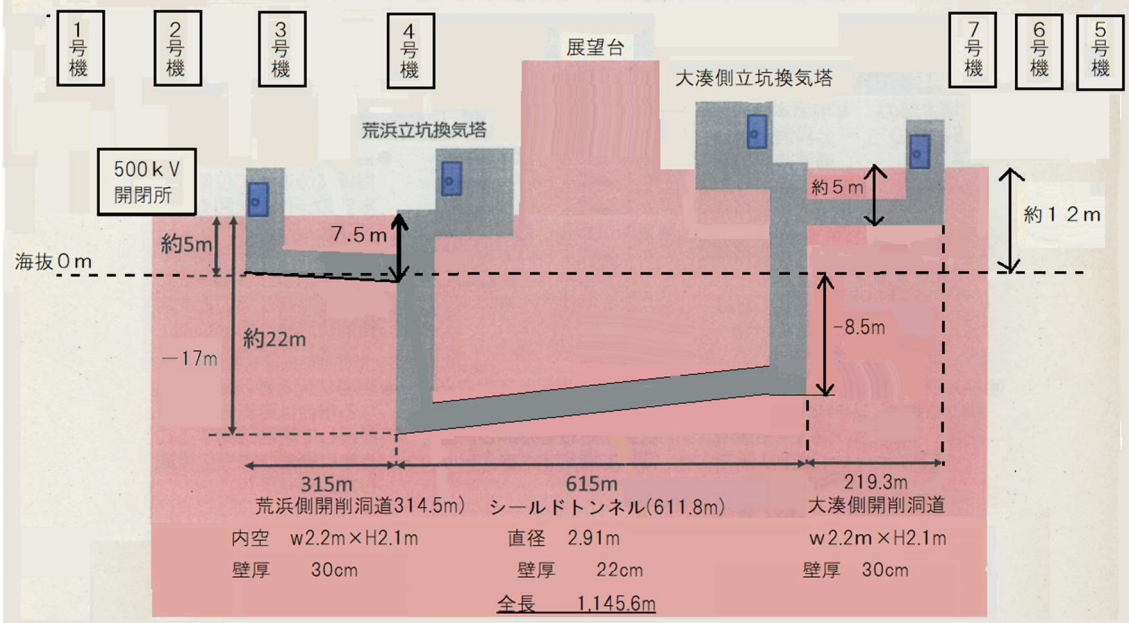 1号機
2号機
3号機
4号機
展望台
7号機
6号機
5号機
大湊側立坑換気塔
荒浜立坑換気塔
500kV
開閉所
約5m
約5m
7.5m
約12m
海抜0m
約22m
−17m
-8.5m
315m
615m
219.3m
荒浜側開削洞道314.5m)
シールドトンネル(611.8m)
大湊側開削洞道
内空 w2.2m×H2.1m
直径 2.91m
w2.2m×H2.1m
壁厚 30cm
壁厚 22cm
壁厚 30cm
全長 1,145.6m